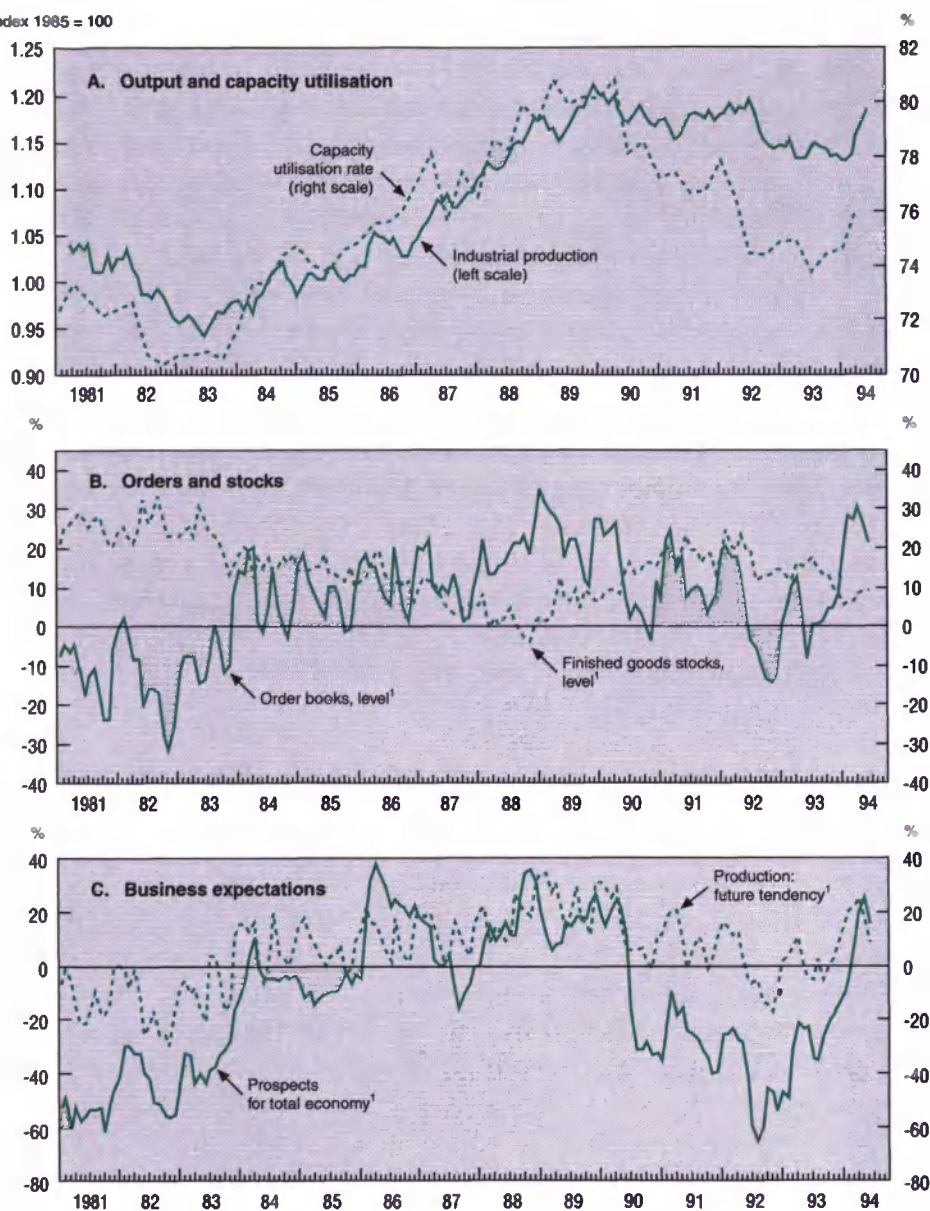 ndex 1985 = 100
%
1.25
1.20
1.15
1.10
1.05
1.00
0.95
0.90
82
80
78
76
74
72
70
A. Output and capacity utilisation
Capacity
utilisation rate
(right scale)
Industrial production
(left scale)
1981 82 83 84 85 86 87 88 89 90 91 92 93 94
% %
40
30
20
10
0
-10
-20
-30
-40
40
30
20
10
0
-10
-20
-30
-40
B. Orders and stocks
Finished goods stocks,
level¹
Order books, level¹
1981 82 83 84 85 86 87 88 89 90 91 92 93 94
% %
40
20
0
-20
-40
-60
-80
40
20
0
-20
-40
-60
-80
C. Business expectations
Production:
future tendency¹
Prospects
for total economy¹
1981 82 83 84 85 86 87 88 89 90 91 92 93 94